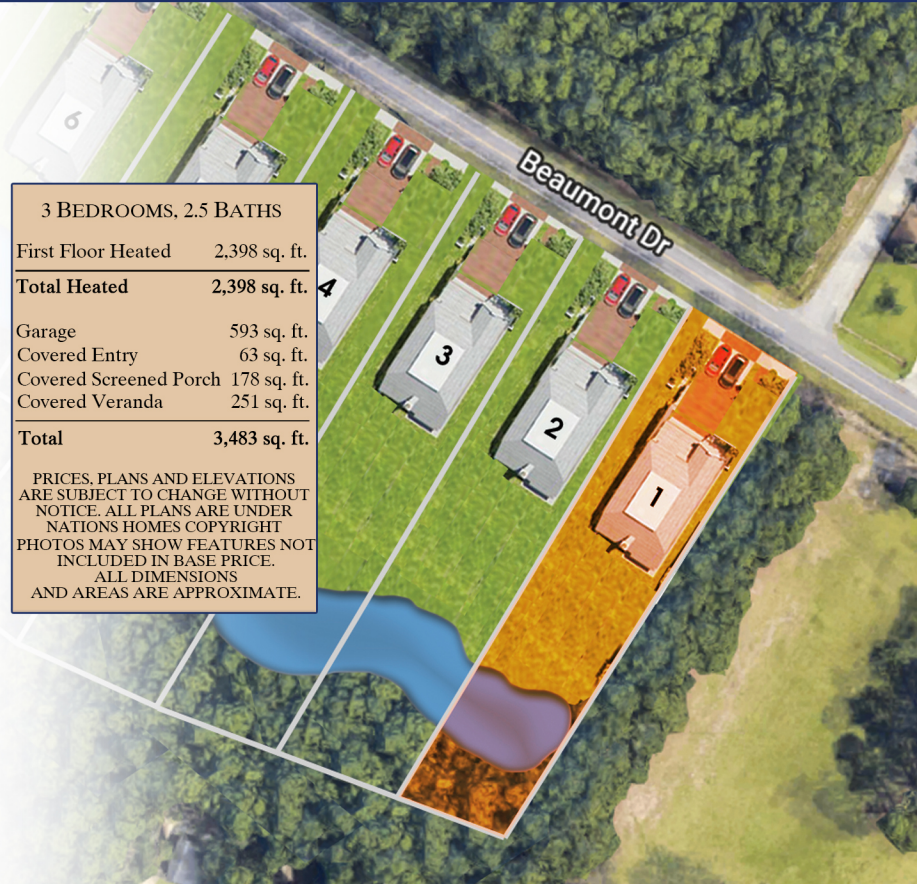 6
Beaumont Dr
3 BEDROOMS, 2.5 BATHS
First Floor Heated 2,398 sq. ft.
Total Heated 2,398 sq. ft.
Garage 593 sq. ft.
Covered Entry 63 sq. ft.
Covered Screened Porch 178 sq. ft.
Covered Veranda 251 sq. ft.
Total 3,483 sq. ft.
PRICES, PLANS AND ELEVATIONS
ARE SUBJECT TO CHANGE WITHOUT
NOTICE. ALL PLANS ARE UNDER
NATIONS HOMES COPYRIGHT
PHOTOS MAY SHOW FEATURES NOT
INCLUDED IN BASE PRICE.
ALL DIMENSIONS
AND AREAS ARE APPROXIMATE.
4
3
2
1